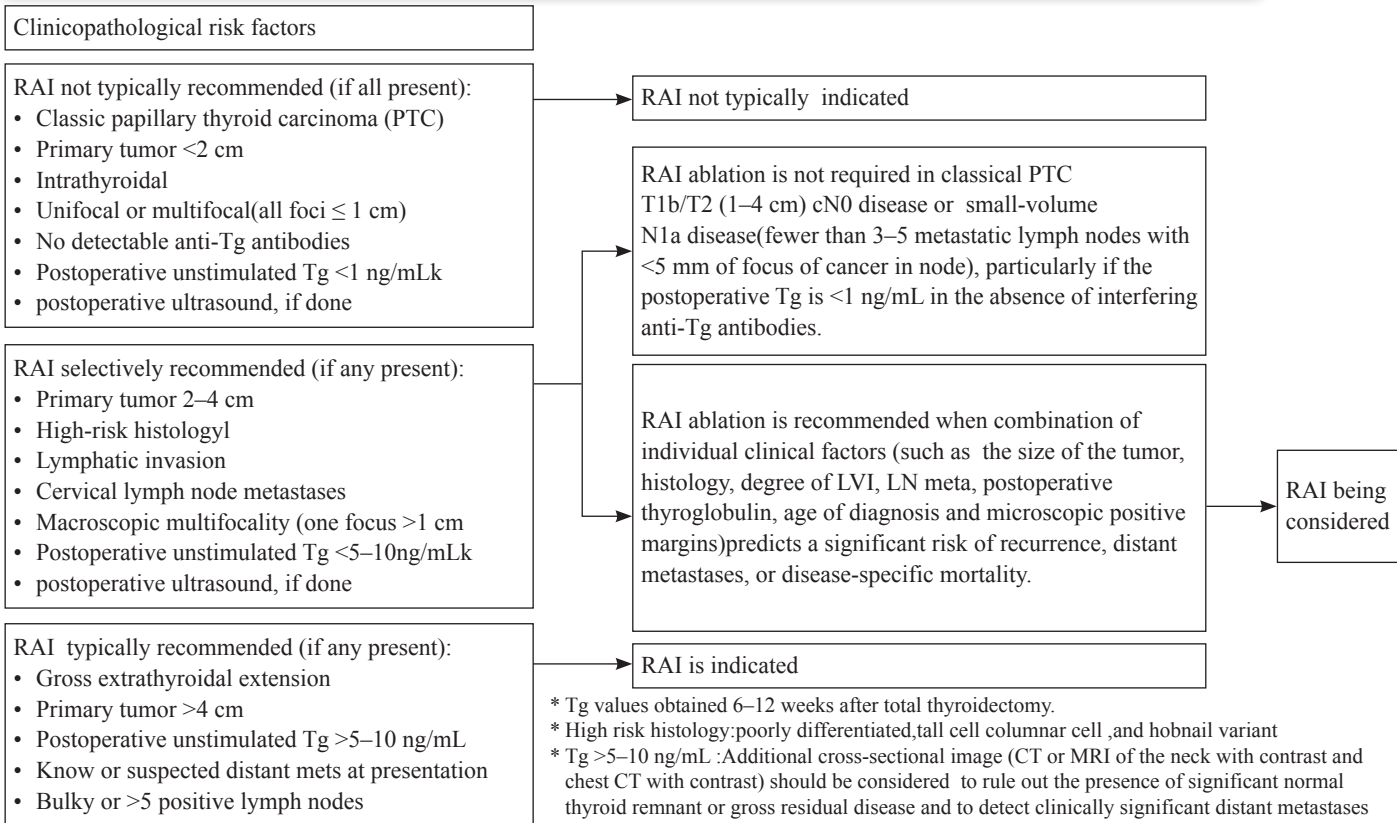 Clinicopathological risk factors
RAI not typically recommended (if all present):
• Classic papillary thyroid carcinoma (PTC)
• Primary tumor <2 cm
• Intrathyroidal
• Unifocal or multifocal(all foci ≤ 1 cm)
• No detectable anti-Tg antibodies
• Postoperative unstimulated Tg <1 ng/mLk
• postoperative ultrasound, if done
RAI not typically indicated
RAI selectively recommended (if any present):
• Primary tumor 2–4 cm
• High-risk histologyl
• Lymphatic invasion
• Cervical lymph node metastases
• Macroscopic multifocality (one focus >1 cm
• Postoperative unstimulated Tg <5–10ng/mLk
• postoperative ultrasound, if done
RAI ablation is not required in classical PTC
T1b/T2 (1–4 cm) cN0 disease or small-volume
N1a disease(fewer than 3–5 metastatic lymph nodes with
<5 mm of focus of cancer in node), particularly if the
postoperative Tg is <1 ng/mL in the absence of interfering
anti-Tg antibodies.
RAI ablation is recommended when combination of
individual clinical factors (such as the size of the tumor,
histology, degree of LVI, LN meta, postoperative
thyroglobulin, age of diagnosis and microscopic positive
margins)predicts a significant risk of recurrence, distant
metastases, or disease-specific mortality.
RAI being
considered
RAI typically recommended (if any present):
• Gross extrathyroidal extension
• Primary tumor >4 cm
• Postoperative unstimulated Tg >5–10 ng/mL
• Know or suspected distant mets at presentation
• Bulky or >5 positive lymph nodes
RAI is indicated
* Tg values obtained 6–12 weeks after total thyroidectomy.
* High risk histology:poorly differentiated,tall cell columnar cell ,and hobnail variant
* Tg >5–10 ng/mL :Additional cross-sectional image (CT or MRI of the neck with contrast and
chest CT with contrast) should be considered to rule out the presence of significant normal
thyroid remnant or gross residual disease and to detect clinically significant distant metastases